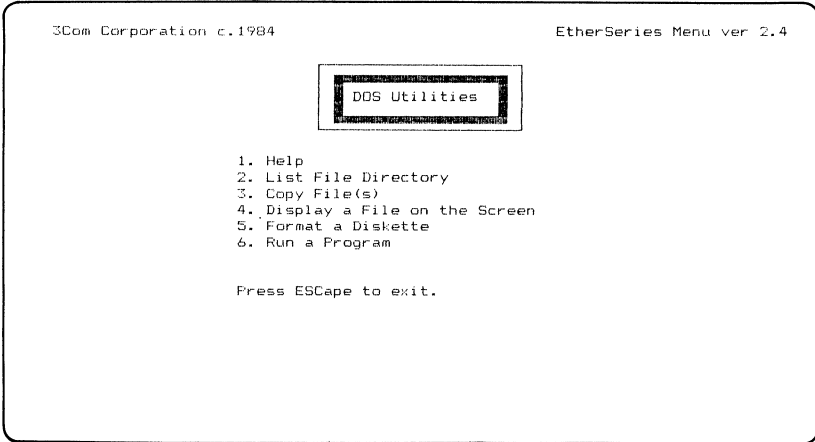 3Com Corporation c.1984 EtherSeries Menu ver 2.4
DOS Utilities
1. Help
2. List File Directory
3. Copy File(s)
4. Display a File on the Screen
5. Format a Diskette
6. Run a Program
Press ESCape to exit.